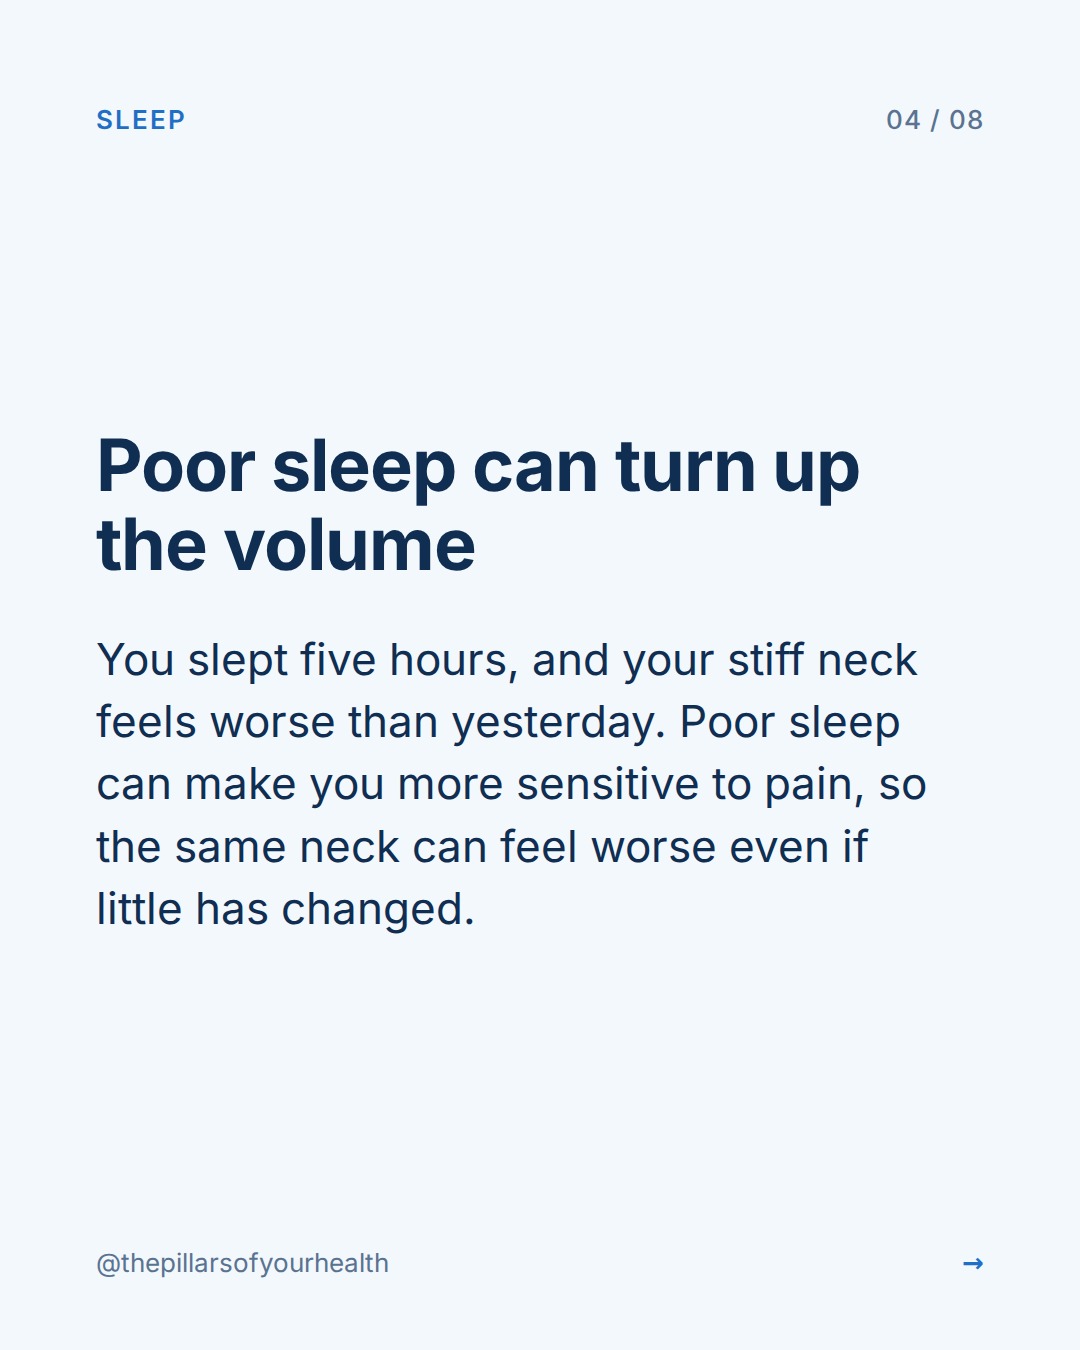 SLEEP
04 / 08
Poor sleep can turn up
the volume
You slept five hours, and your stiff neck
feels worse than yesterday. Poor sleep
can make you more sensitive to pain, so
the same neck can feel worse even if
little has changed.
@thepillarsofyourhealth
→